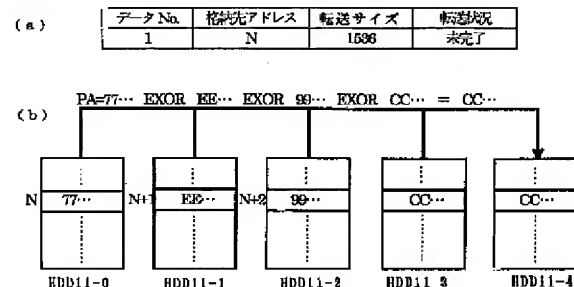 (a)
データNo. 格納先アドレス 転送サイズ 転送状況
1 N 1536 未完了
PA=77… EXOR EE… EXOR 99… EXOR CC… = CC…
(b)
N 77… N+1 EE… N+2 99… CC… CC…
HDD11-0 HDD11-1 HDD11-2 HDD11-3 HDD11-4